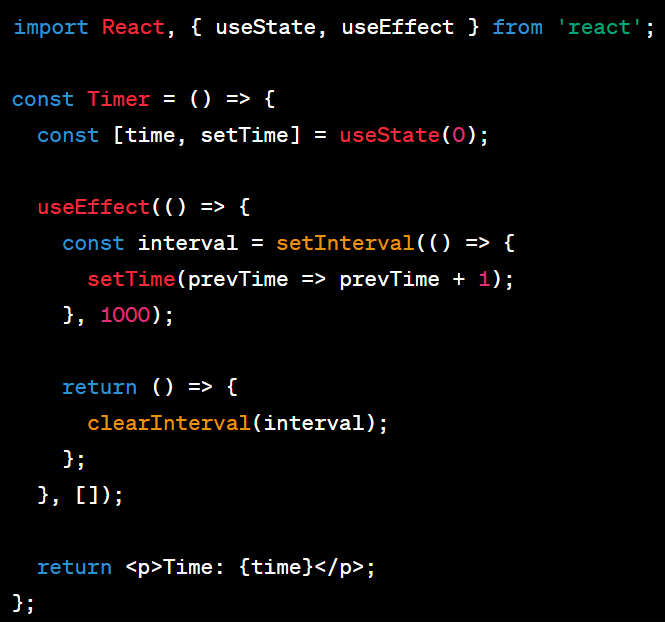 import React, { useState, useEffect } from 'react';
const Timer = () => {
const [time, setTime] = useState(0);
useEffect(() => {
const interval = setInterval(() => {
setTime(prevTime => prevTime + 1);
}, 1000);
return () => {
clearInterval(interval);
};
}, []);
return <p>Time: {time}</p>;
};